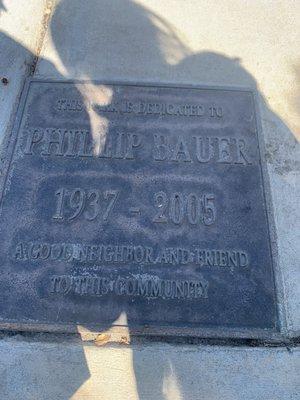 THIS PARK IS DEDICATED TO
PHILLIP BAUER
1937 - 2005
A GOOD NEIGHBOR AND FRIEND
TO THIS COMMUNITY